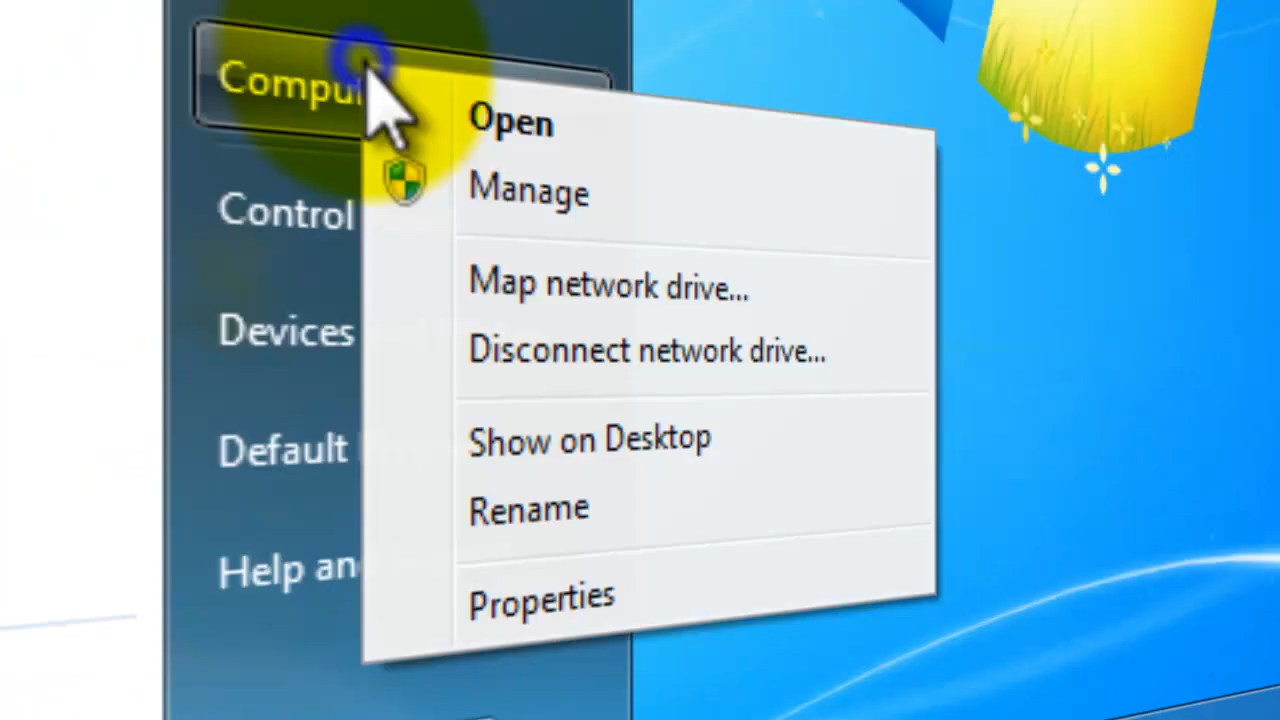 Compu
Open
Manage
Control
Map network drive...
Devices
Disconnect network drive...
Show on Desktop
Default
Rename
Help an
Properties